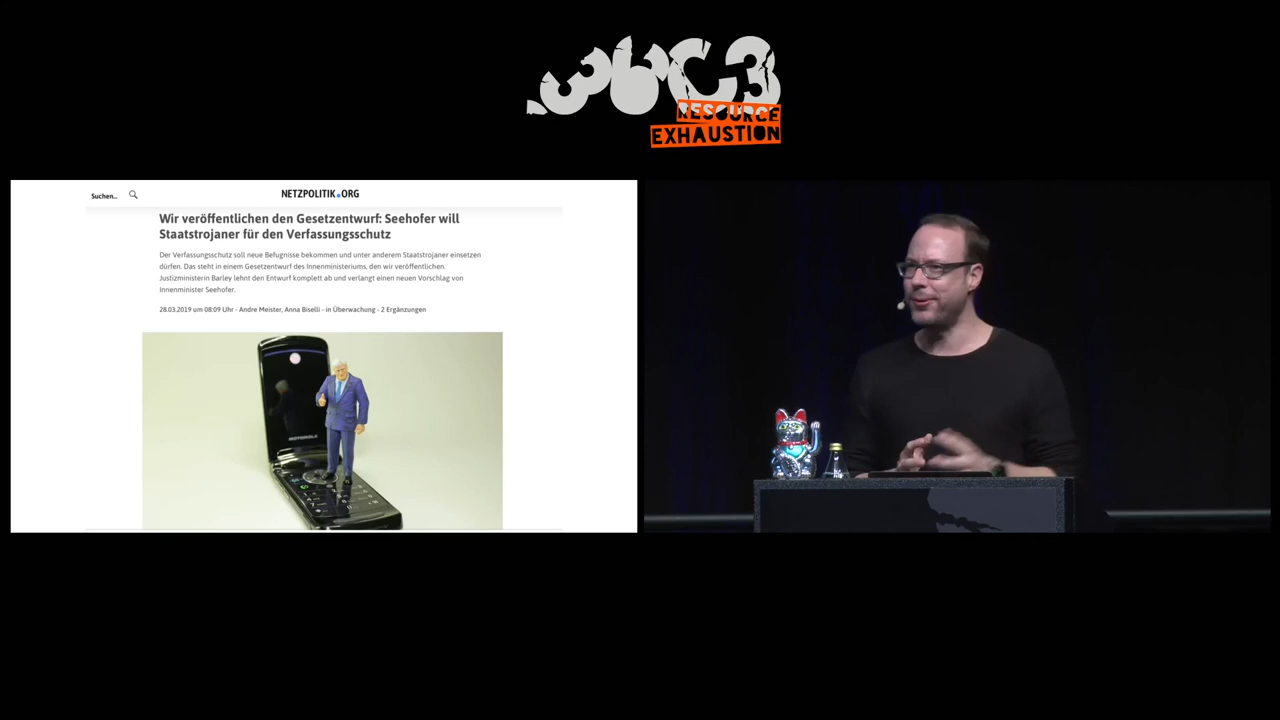 36C3
RESOURCE
EXHAUSTION
Suchen...
NETZPOLITIK.ORG
Wir veröffentlichen den Gesetzentwurf: Seehofer will
Staatstrojaner für den Verfassungsschutz
Der Verfassungsschutz soll neue Befugnisse bekommen und unter anderem Staatstrojaner einsetzen
dürfen. Das steht in einem Gesetzentwurf des Innenministeriums, den wir veröffentlichen.
Justizministerin Barley lehnt den Entwurf komplett ab und verlangt einen neuen Vorschlag von
Innenminister Seehofer.
28.03.2019 um 08:09 Uhr - Andre Meister, Anna Biselli - in Überwachung - 2 Ergänzungen
MOTOROLA